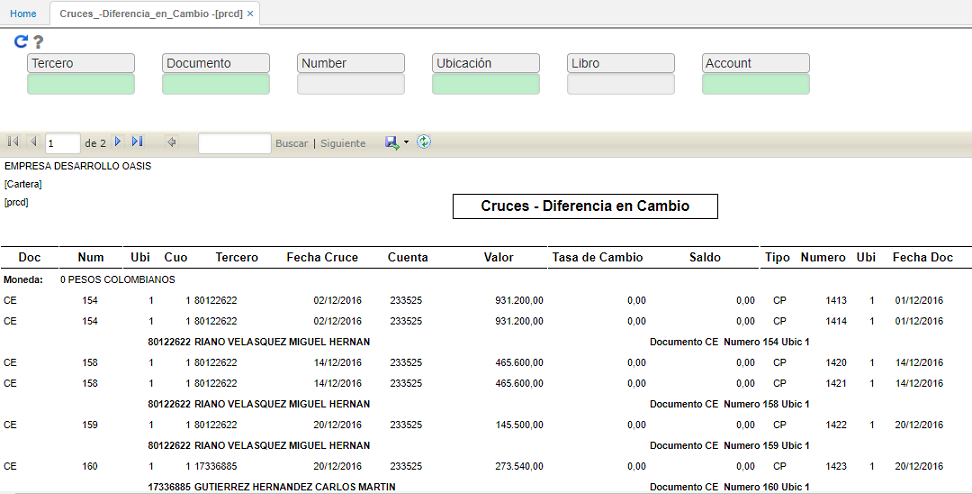 Home Cruces_-Diferencia_en_Cambio -[prcd] ×
?
Tercero Documento Number Ubicación Libro Account
1 de 2 Buscar | Siguiente
EMPRESA DESARROLLO OASIS
[Cartera]
[prcd]
Cruces - Diferencia en Cambio
Doc Num Ubi Cuo Tercero Fecha Cruce Cuenta Valor Tasa de Cambio Saldo Tipo Numero Ubi Fecha Doc
Moneda: 0 PESOS COLOMBIANOS
CE 154 1 1 80122622 02/12/2016 233525 931.200,00 0,00 0,00 CP 1413 1 01/12/2016
CE 154 1 1 80122622 02/12/2016 233525 931.200,00 0,00 0,00 CP 1414 1 01/12/2016
80122622 RIANO VELASQUEZ MIGUEL HERNAN Documento CE Numero 154 Ubic 1
CE 158 1 1 80122622 14/12/2016 233525 465.600,00 0,00 0,00 CP 1420 1 14/12/2016
CE 158 1 1 80122622 14/12/2016 233525 465.600,00 0,00 0,00 CP 1421 1 14/12/2016
80122622 RIANO VELASQUEZ MIGUEL HERNAN Documento CE Numero 158 Ubic 1
CE 159 1 1 80122622 20/12/2016 233525 145.500,00 0,00 0,00 CP 1422 1 20/12/2016
80122622 RIANO VELASQUEZ MIGUEL HERNAN Documento CE Numero 159 Ubic 1
CE 160 1 1 17336885 20/12/2016 233525 273.540,00 0,00 0,00 CP 1423 1 20/12/2016
17336885 GUTIERREZ HERNANDEZ CARLOS MARTIN Documento CE Numero 160 Ubic 1